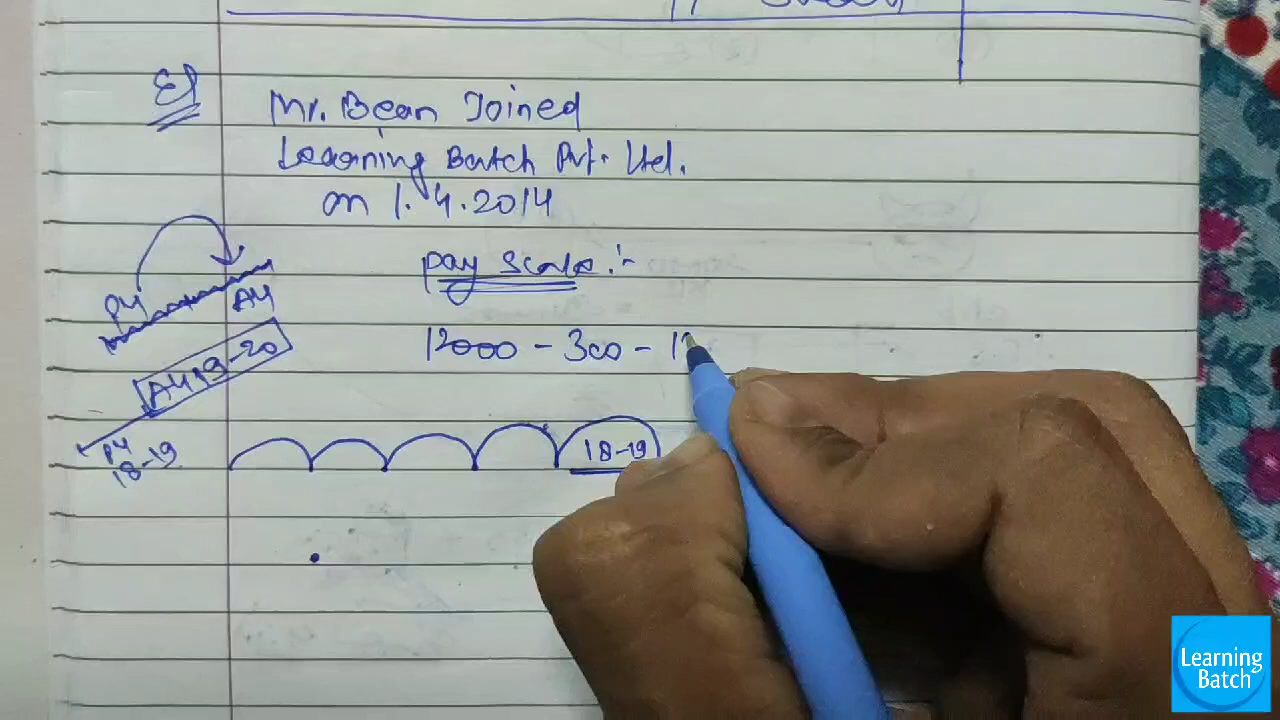 Eg
Mr. Bean Joined
Learning Batch Pvt. Ltd.
on 1.4.2014
Pay Scale :-
PY
AY
12000 - 300 - 1
AY 19-20
PY
18-19
18-19
Learning
Batch